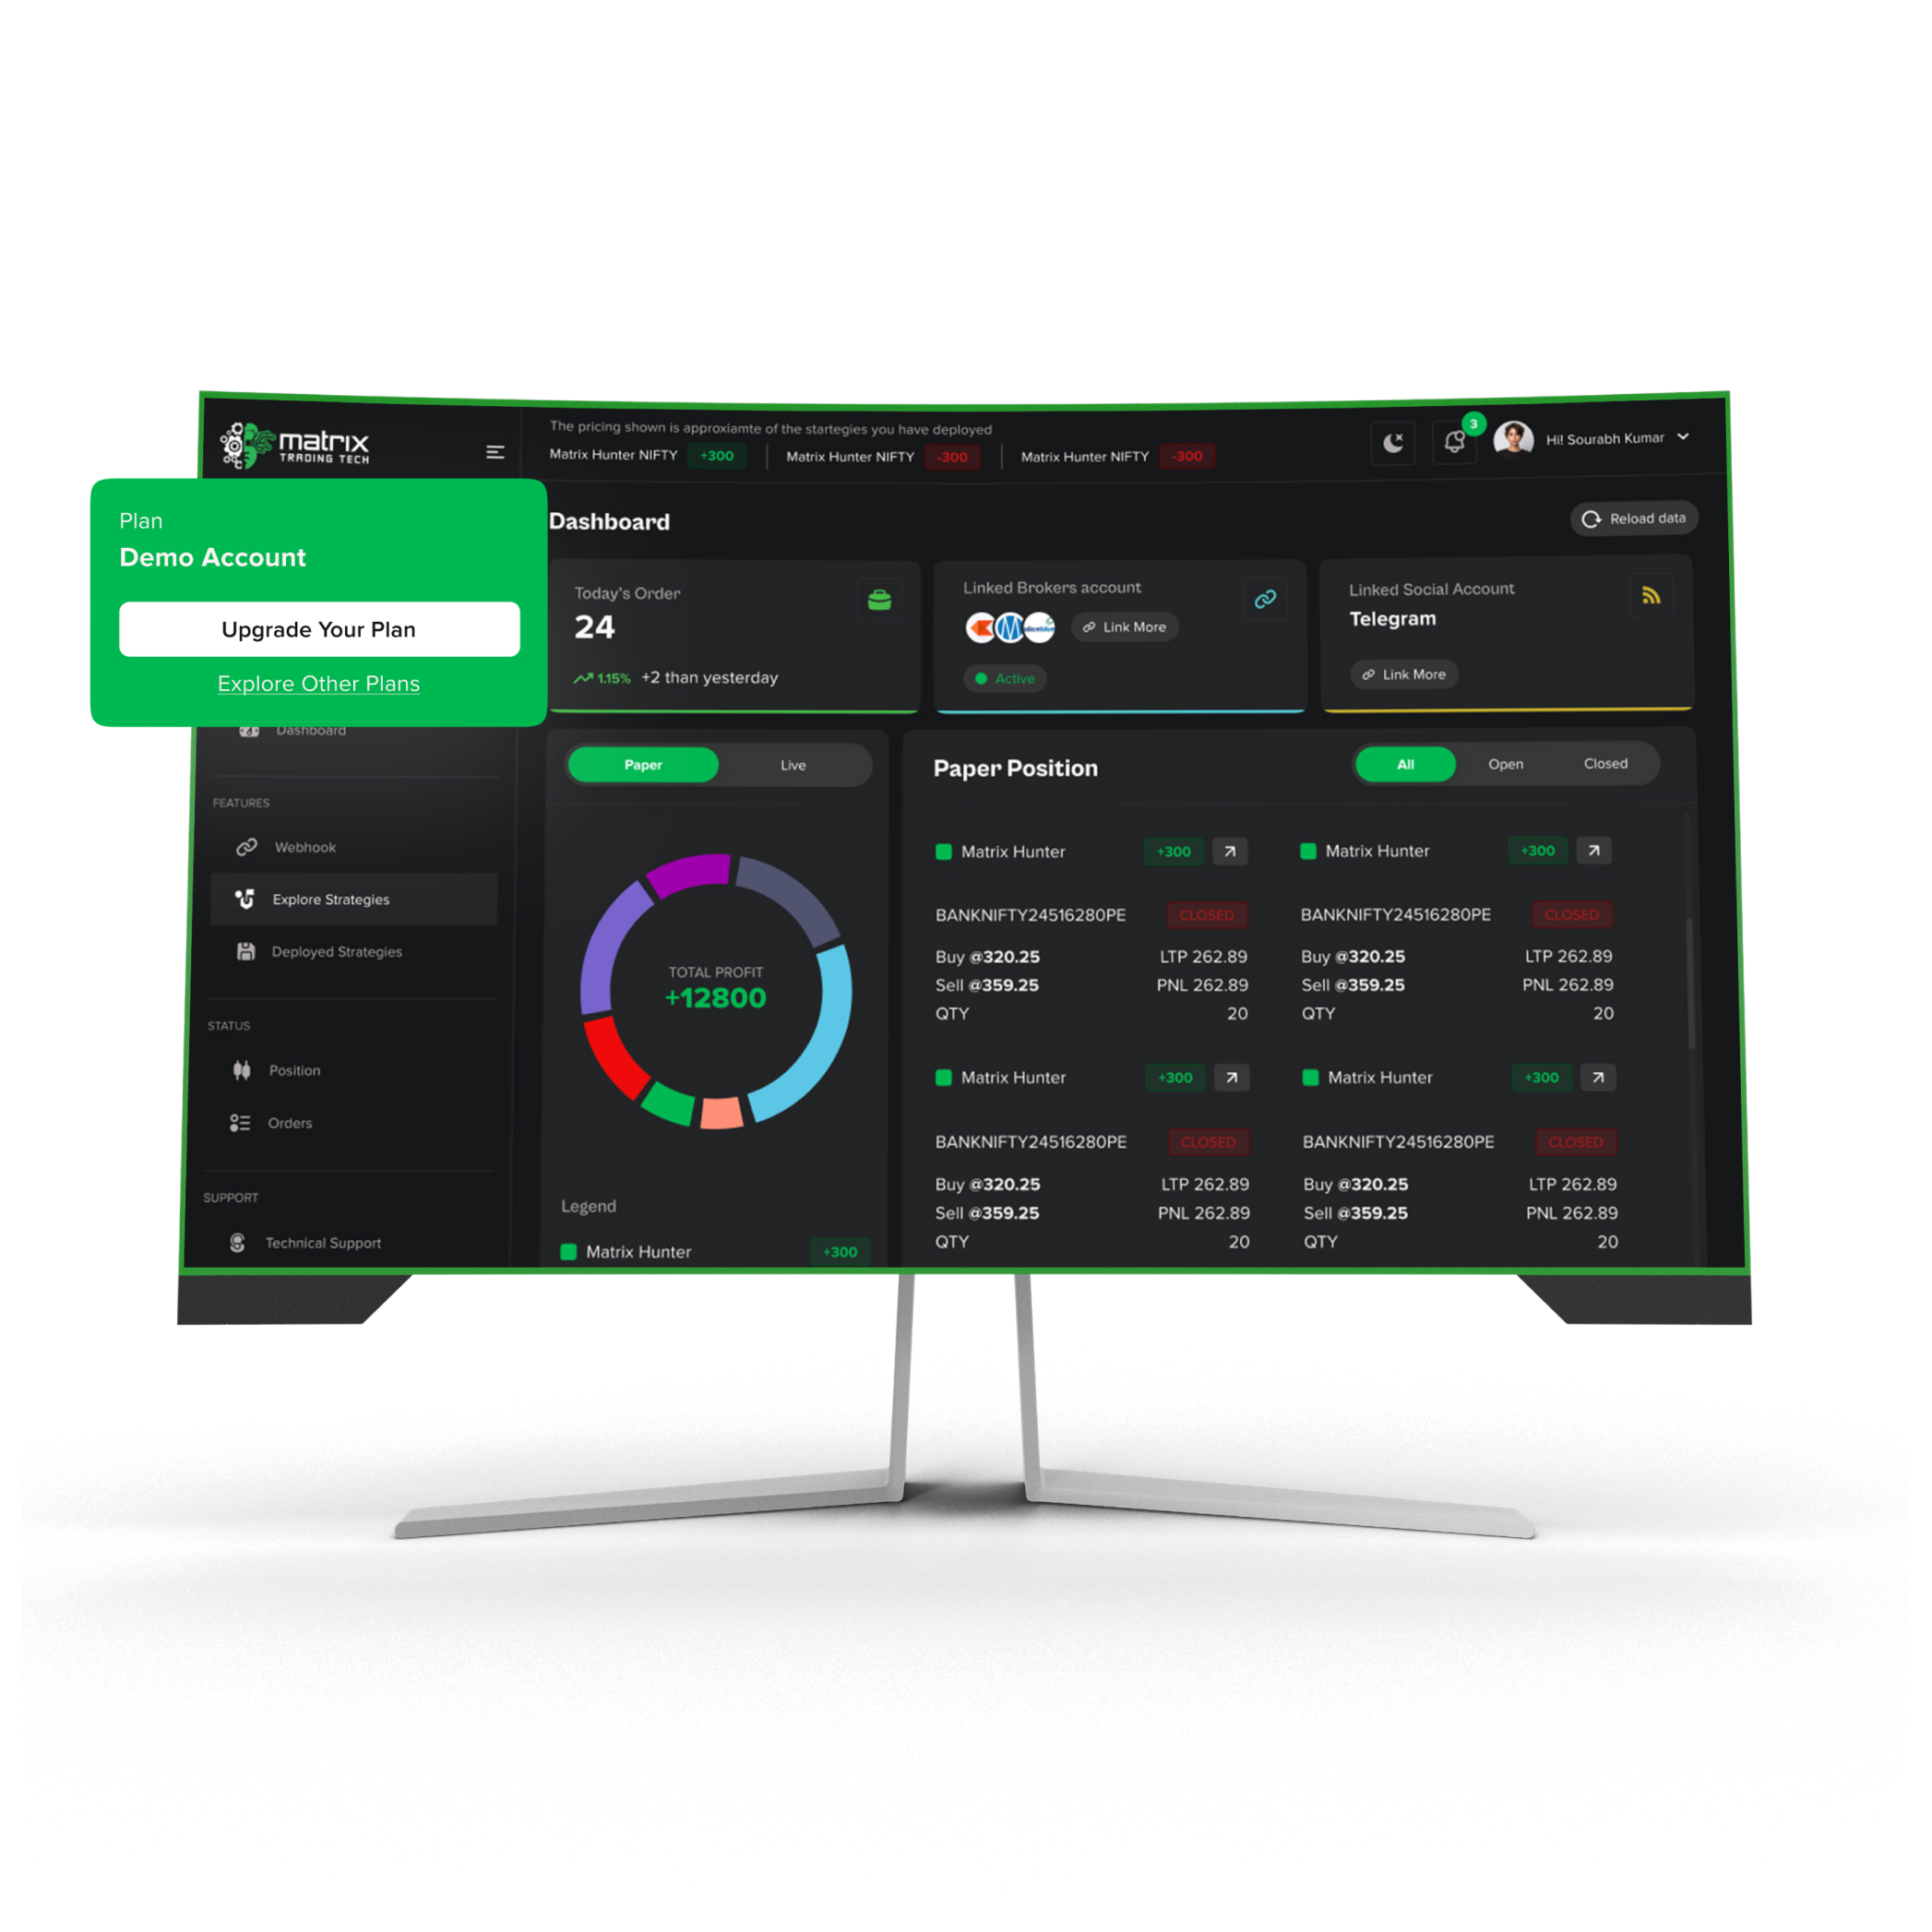 matrix
TRADING TECH
The pricing shown is approxiamte of the startegies you have deployed
Matrix Hunter NIFTY +300 Matrix Hunter NIFTY -300 Matrix Hunter NIFTY -300
3
Hi! Sourabh Kumar
Plan
Demo Account
Upgrade Your Plan
Explore Other Plans
Dashboard
FEATURES
Webhook
Explore Strategies
Deployed Strategies
STATUS
Position
Orders
SUPPORT
Technical Support
Dashboard
Reload data
Today's Order
24
1.15% +2 than yesterday
Linked Brokers account
aliceblue
Link More
Active
Linked Social Account
Telegram
Link More
Paper Live
TOTAL PROFIT
+12800
Legend
Matrix Hunter +300
Paper Position
All Open Closed
Matrix Hunter +300
BANKNIFTY24516280PE CLOSED
Buy @320.25 LTP 262.89
Sell @359.25 PNL 262.89
QTY 20
Matrix Hunter +300
BANKNIFTY24516280PE CLOSED
Buy @320.25 LTP 262.89
Sell @359.25 PNL 262.89
QTY 20
Matrix Hunter +300
BANKNIFTY24516280PE CLOSED
Buy @320.25 LTP 262.89
Sell @359.25 PNL 262.89
QTY 20
Matrix Hunter +300
BANKNIFTY24516280PE CLOSED
Buy @320.25 LTP 262.89
Sell @359.25 PNL 262.89
QTY 20